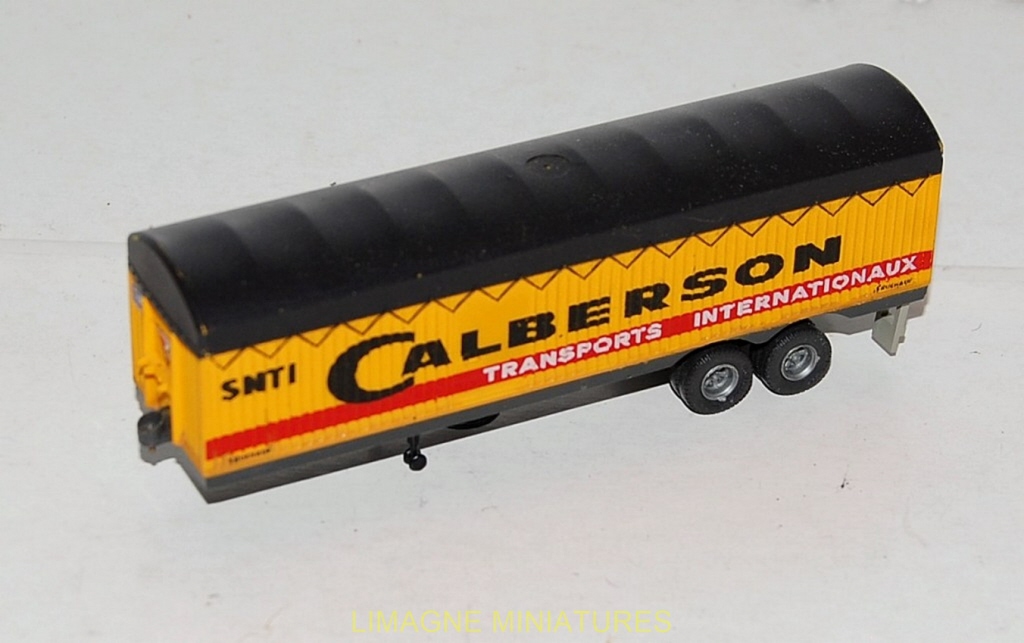 SNTI
CALBERSON
TRANSPORTS INTERNATIONAUX
LIMAGNE MINIATURES